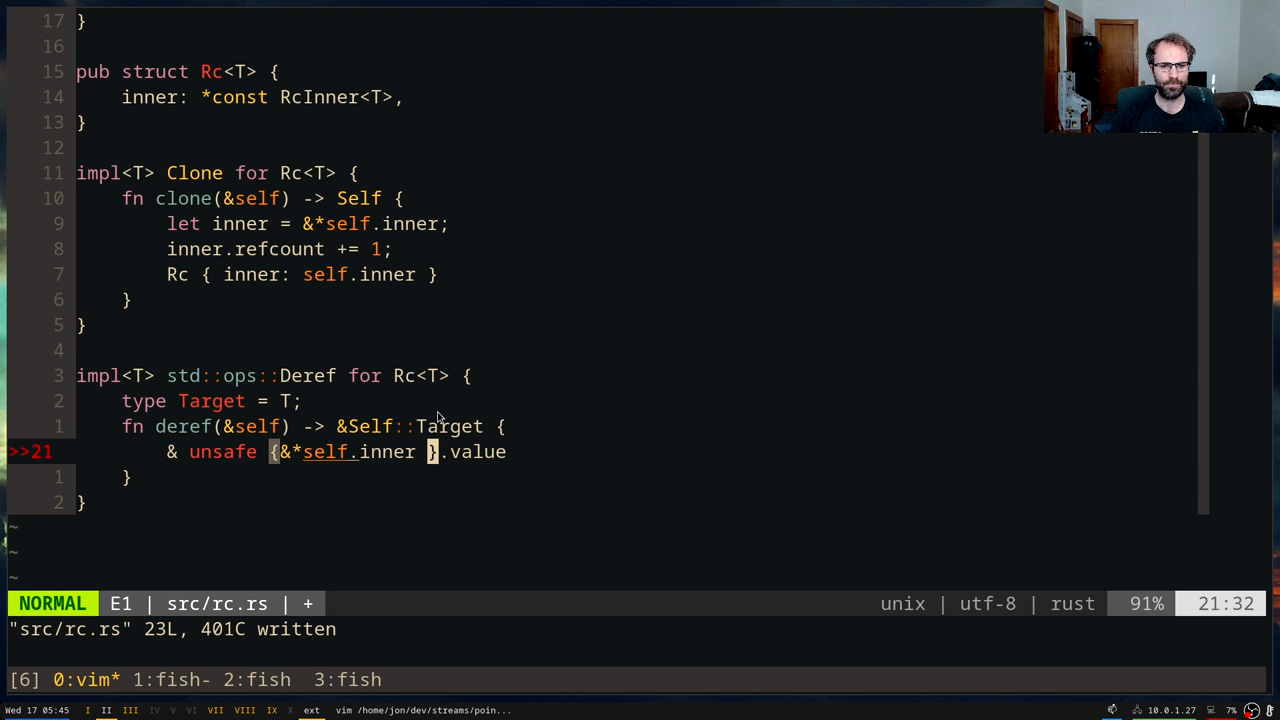 17 }
16
15 pub struct Rc<T> {
14     inner: *const RcInner<T>,
13 }
12
11 impl<T> Clone for Rc<T> {
10     fn clone(&self) -> Self {
9         let inner = &*self.inner;
8         inner.refcount += 1;
7         Rc { inner: self.inner }
6     }
5 }
4
3 impl<T> std::ops::Deref for Rc<T> {
2     type Target = T;
1     fn deref(&self) -> &Self::Target {
>>21         & unsafe {&*self.inner }.value
1     }
2 }
~
~
~
NORMAL E1 | src/rc.rs | + unix | utf-8 | rust 91% 21:32
"src/rc.rs" 23L, 401C written
[6] 0:vim* 1:fish- 2:fish  3:fish
Wed 17 05:45 I II III IV V VI VII VIII IX X ext vim /home/jon/dev/streams/poin... 10.0.1.27 7%